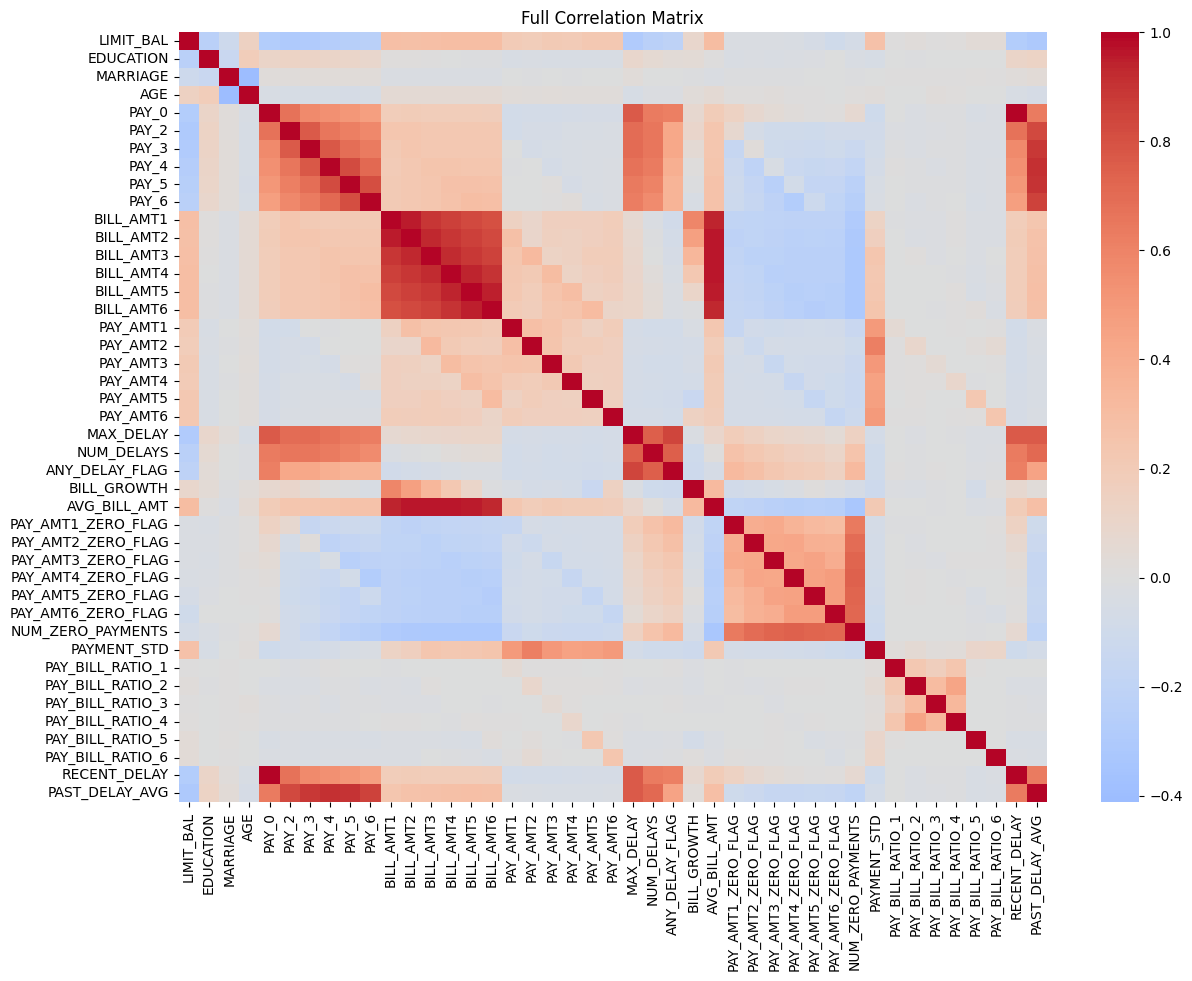 Full Correlation Matrix
LIMIT_BAL
EDUCATION
MARRIAGE
AGE
PAY_0
PAY_2
PAY_3
PAY_4
PAY_5
PAY_6
BILL_AMT1
BILL_AMT2
BILL_AMT3
BILL_AMT4
BILL_AMT5
BILL_AMT6
PAY_AMT1
PAY_AMT2
PAY_AMT3
PAY_AMT4
PAY_AMT5
PAY_AMT6
MAX_DELAY
NUM_DELAYS
ANY_DELAY_FLAG
BILL_GROWTH
AVG_BILL_AMT
PAY_AMT1_ZERO_FLAG
PAY_AMT2_ZERO_FLAG
PAY_AMT3_ZERO_FLAG
PAY_AMT4_ZERO_FLAG
PAY_AMT5_ZERO_FLAG
PAY_AMT6_ZERO_FLAG
NUM_ZERO_PAYMENTS
PAYMENT_STD
PAY_BILL_RATIO_1
PAY_BILL_RATIO_2
PAY_BILL_RATIO_3
PAY_BILL_RATIO_4
PAY_BILL_RATIO_5
PAY_BILL_RATIO_6
RECENT_DELAY
PAST_DELAY_AVG
LIMIT_BAL
EDUCATION
MARRIAGE
AGE
PAY_0
PAY_2
PAY_3
PAY_4
PAY_5
PAY_6
BILL_AMT1
BILL_AMT2
BILL_AMT3
BILL_AMT4
BILL_AMT5
BILL_AMT6
PAY_AMT1
PAY_AMT2
PAY_AMT3
PAY_AMT4
PAY_AMT5
PAY_AMT6
MAX_DELAY
NUM_DELAYS
ANY_DELAY_FLAG
BILL_GROWTH
AVG_BILL_AMT
PAY_AMT1_ZERO_FLAG
PAY_AMT2_ZERO_FLAG
PAY_AMT3_ZERO_FLAG
PAY_AMT4_ZERO_FLAG
PAY_AMT5_ZERO_FLAG
PAY_AMT6_ZERO_FLAG
NUM_ZERO_PAYMENTS
PAYMENT_STD
PAY_BILL_RATIO_1
PAY_BILL_RATIO_2
PAY_BILL_RATIO_3
PAY_BILL_RATIO_4
PAY_BILL_RATIO_5
PAY_BILL_RATIO_6
RECENT_DELAY
PAST_DELAY_AVG
1.0
0.8
0.6
0.4
0.2
0.0
−0.2
−0.4